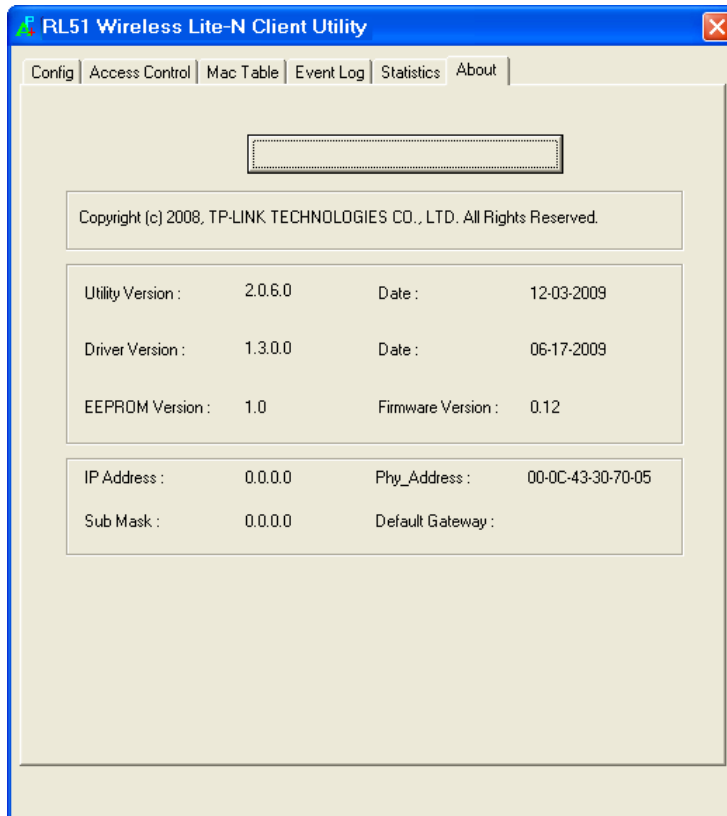 RL51 Wireless Lite-N Client Utility
Config Access Control Mac Table Event Log Statistics About
Copyright (c) 2008, TP-LINK TECHNOLOGIES CO., LTD. All Rights Reserved.
Utility Version : 2.0.6.0 Date : 12-03-2009
Driver Version : 1.3.0.0 Date : 06-17-2009
EEPROM Version : 1.0 Firmware Version : 0.12
IP Address : 0.0.0.0 Phy_Address : 00-0C-43-30-70-05
Sub Mask : 0.0.0.0 Default Gateway :